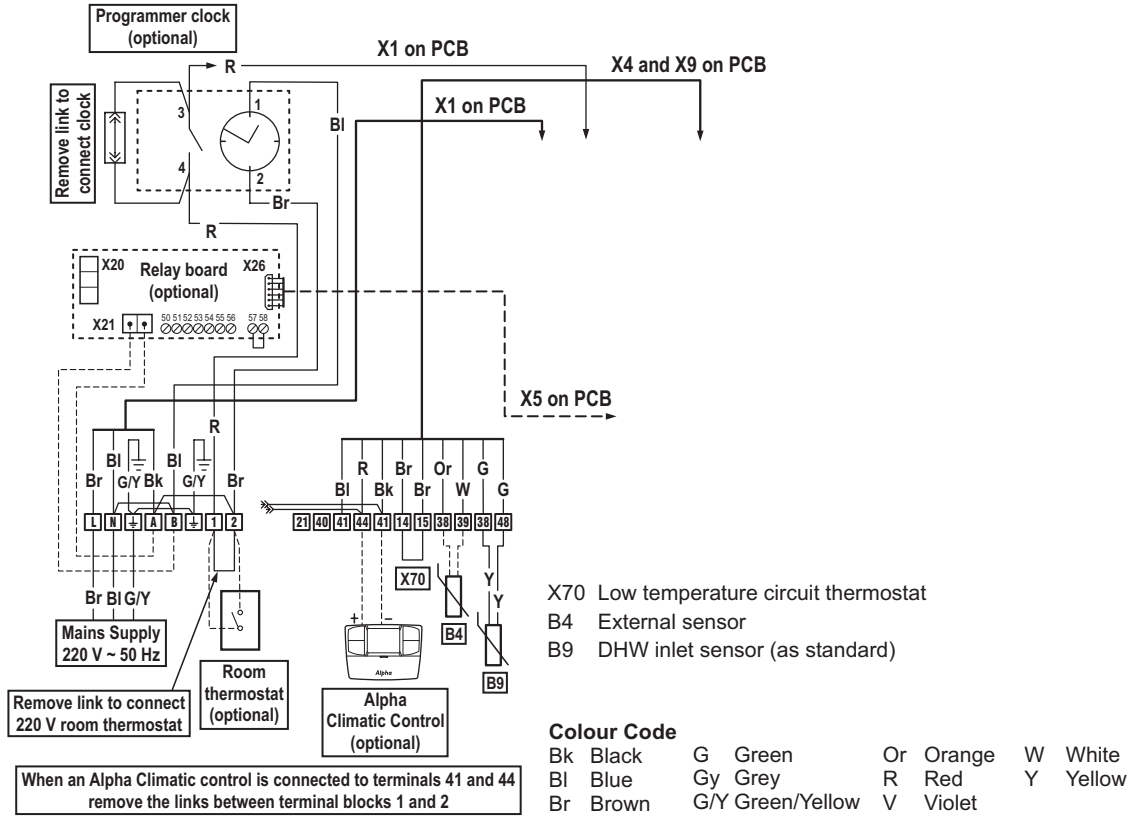 Programmer clock
(optional)
X1 on PCB
R
X4 and X9 on PCB
Remove link to
connect clock
3
1
X1 on PCB
Bl
4
2
Br
R
X20
Relay board
(optional)
X26
X21
50 51 52 53 54 55 56
57 58
X5 on PCB
R
Bl
Bl
Br
G/Y
Bk
G/Y
Br
R
Br
Or
G
Bl
Bk
Br
W
G
L
N
A
B
1
2
21
40
41
44
41
14
15
38
39
38
48
X70
Y
Y
Br Bl G/Y
+
–
B4
Mains Supply
220 V ~ 50 Hz
Alpha
B9
Room
thermostat
(optional)
Remove link to connect
220 V room thermostat
Alpha
Climatic Control
(optional)
When an Alpha Climatic control is connected to terminals 41 and 44
remove the links between terminal blocks 1 and 2
X70 Low temperature circuit thermostat
B4 External sensor
B9 DHW inlet sensor (as standard)
Colour Code
Bk Black G Green Or Orange W White
Bl Blue Gy Grey R Red Y Yellow
Br Brown G/Y Green/Yellow V Violet